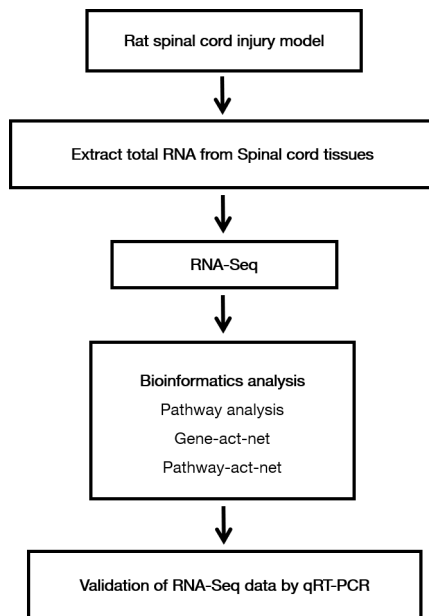 Rat spinal cord injury model
Extract total RNA from Spinal cord tissues
RNA-Seq
Bioinformatics analysis
Pathway analysis
Gene-act-net
Pathway-act-net
Validation of RNA-Seq data by qRT-PCR